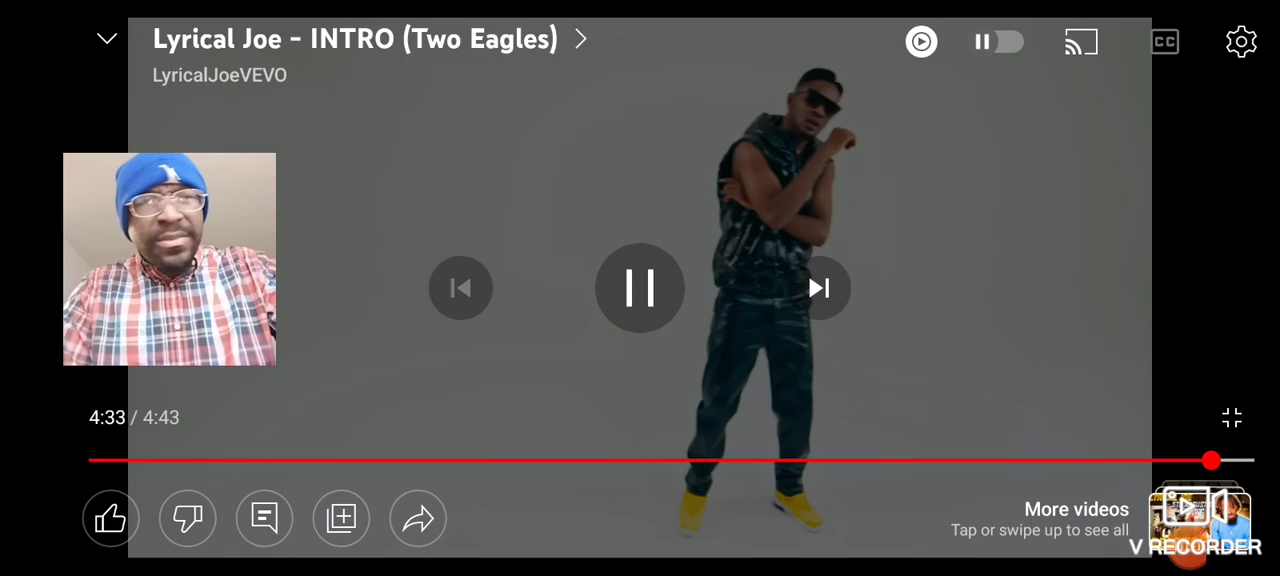 Lyrical Joe - INTRO (Two Eagles)
LyricalJoeVEVO
CC
4:33 / 4:43
More videos
Tap or swipe up to see all
V RECORDER